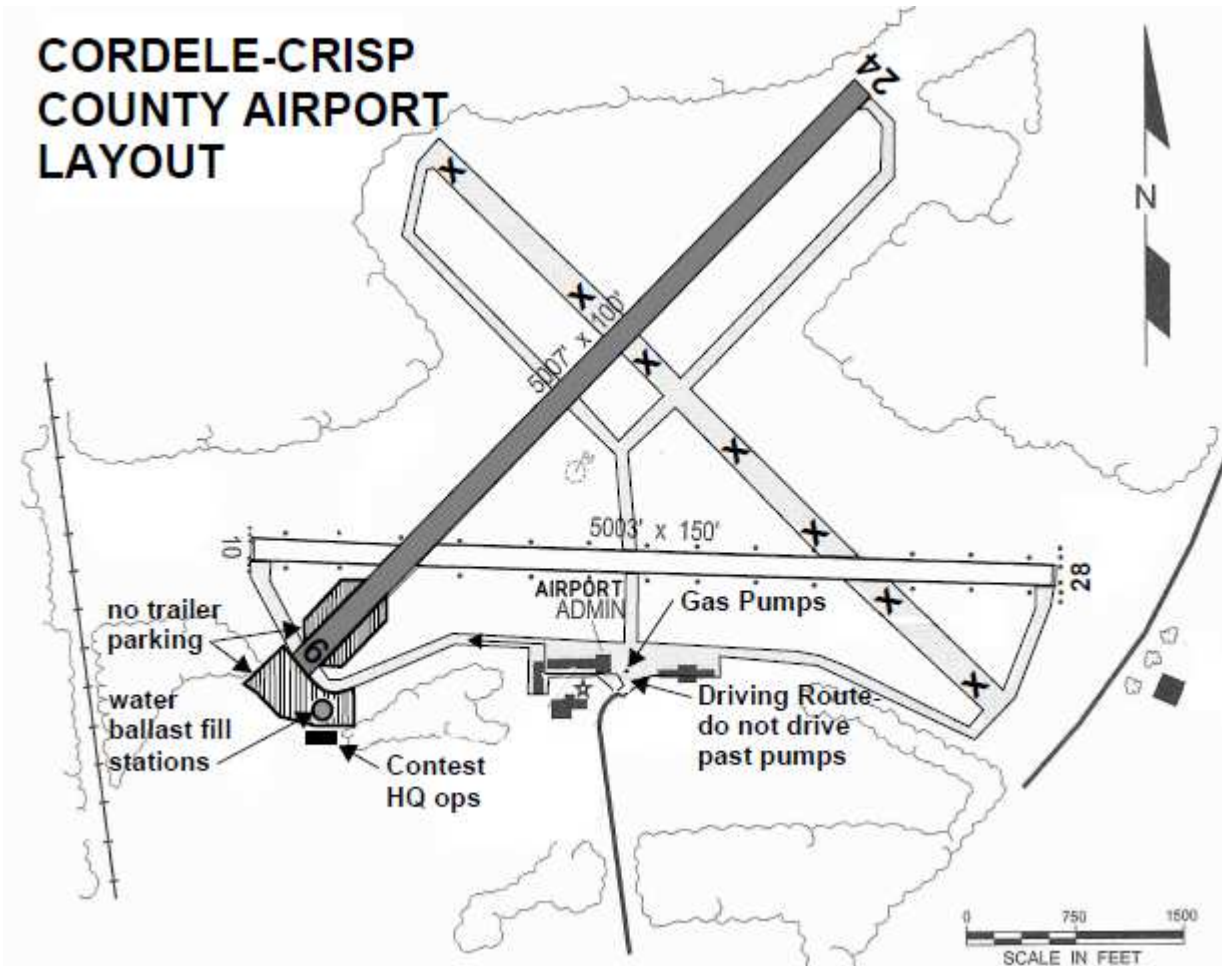 CORDELE-CRISP
COUNTY AIRPORT
LAYOUT
24
X
X
X
X
X
X
X
N
5007' x 100'
5003' x 150'
10
28
6
AIRPORT
ADMIN
Gas Pumps
no trailer
parking
water
ballast fill
stations
Contest
HQ ops
Driving Route-
do not drive
past pumps
0 750 1500
SCALE IN FEET